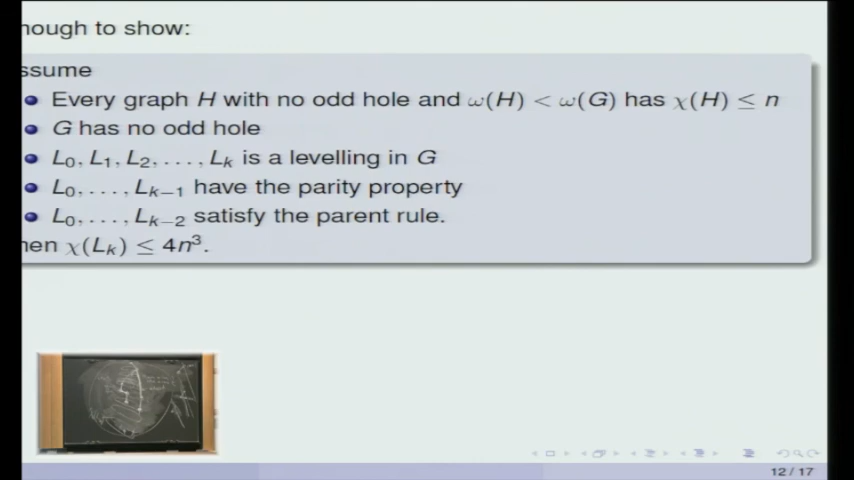 nough to show:
ssume
Every graph H with no odd hole and ω(H) < ω(G) has χ(H) ≤ n
G has no odd hole
L₀, L₁, L₂, . . . , Lₖ is a levelling in G
L₀, . . . , Lₖ₋₁ have the parity property
L₀, . . . , Lₖ₋₂ satisfy the parent rule.
hen χ(Lₖ) ≤ 4n³.
12 / 17